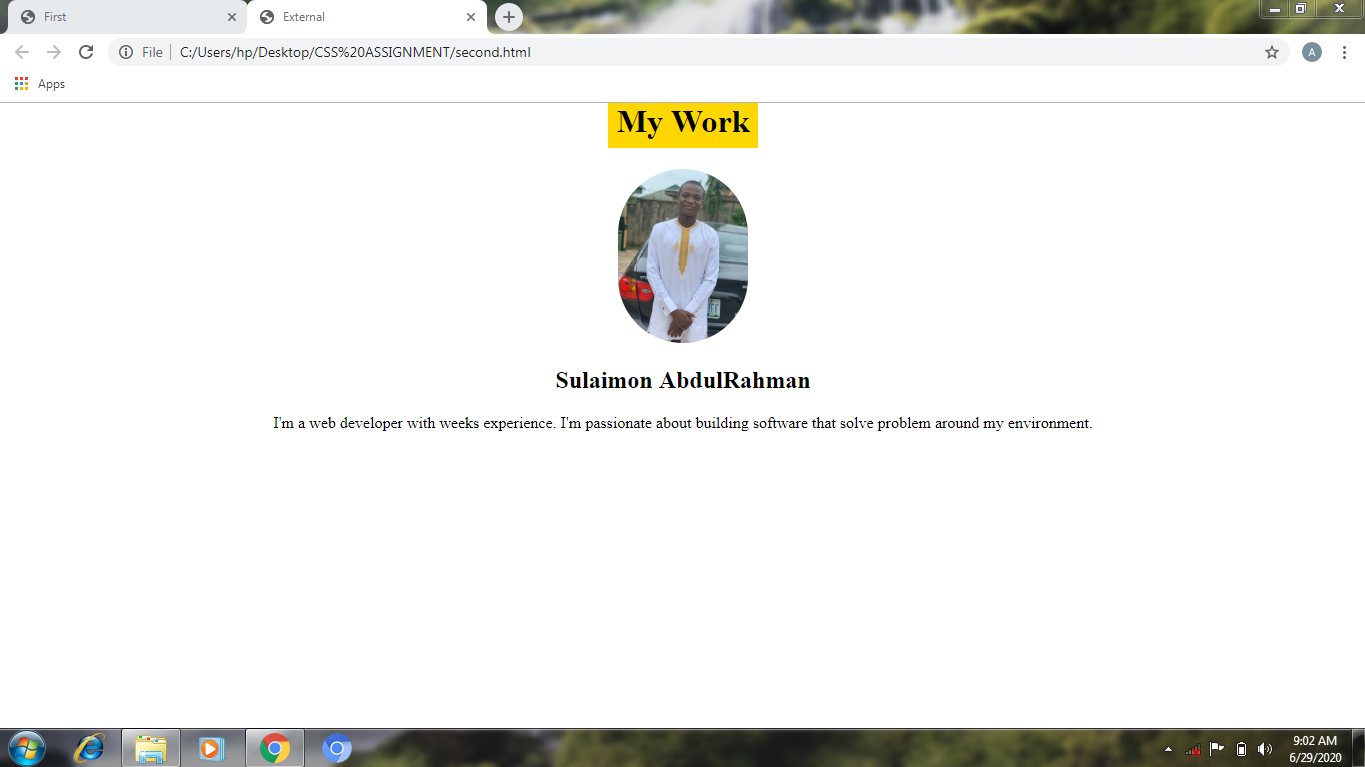 First
External
File
C:/Users/hp/Desktop/CSS%20ASSIGNMENT/second.html
A
Apps
My Work
Sulaimon AbdulRahman
I'm a web developer with weeks experience. I'm passionate about building software that solve problem around my environment.
9:02 AM
6/29/2020